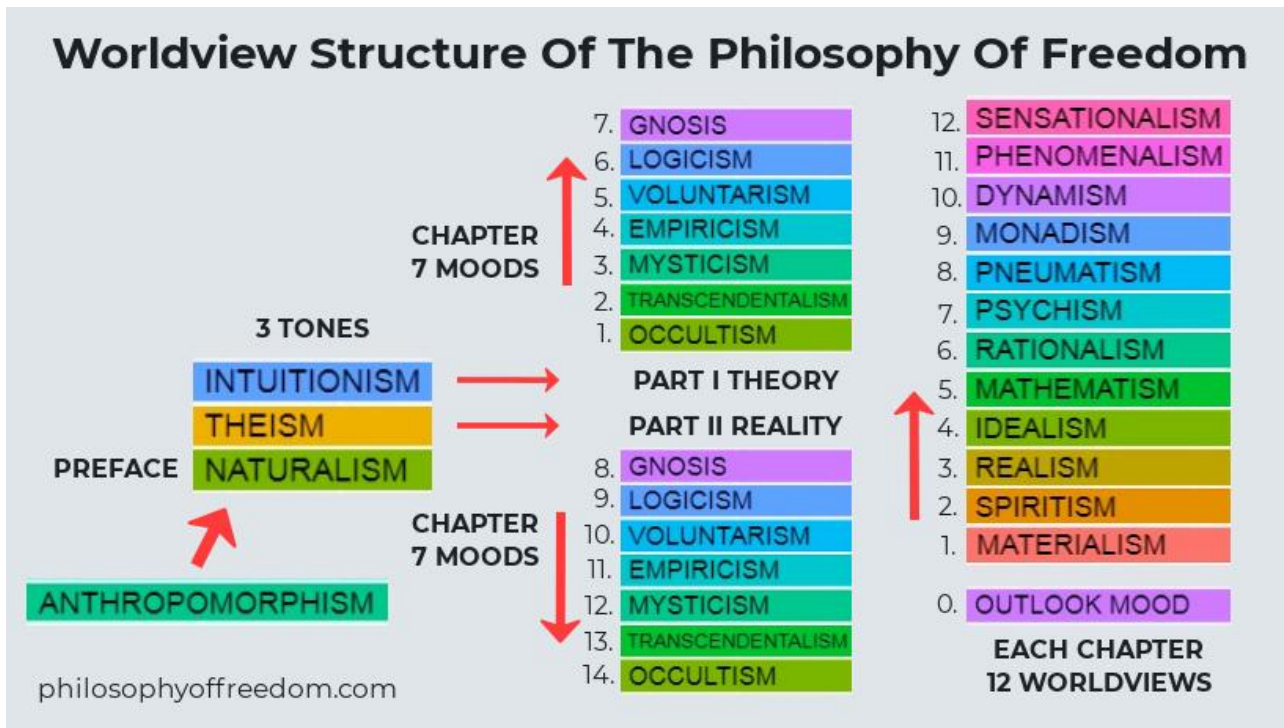 Worldview Structure Of The Philosophy Of Freedom
3 TONES
INTUITIONISM
THEISM
PREFACE NATURALISM
ANTHROPOMORPHISM
philosophyoffreedom.com
CHAPTER
7 MOODS
7. GNOSIS
6. LOGICISM
5. VOLUNTARISM
4. EMPIRICISM
3. MYSTICISM
2. TRANSCENDENTALISM
1. OCCULTISM
PART I THEORY
PART II REALITY
CHAPTER
7 MOODS
8. GNOSIS
9. LOGICISM
10. VOLUNTARISM
11. EMPIRICISM
12. MYSTICISM
13. TRANSCENDENTALISM
14. OCCULTISM
12. SENSATIONALISM
11. PHENOMENALISM
10. DYNAMISM
9. MONADISM
8. PNEUMATISM
7. PSYCHISM
6. RATIONALISM
5. MATHEMATISM
4. IDEALISM
3. REALISM
2. SPIRITISM
1. MATERIALISM
0. OUTLOOK MOOD
EACH CHAPTER
12 WORLDVIEWS